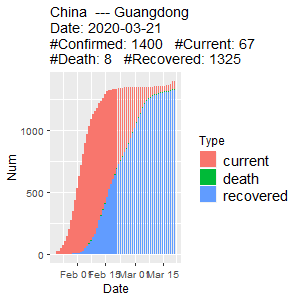 China  --- Guangdong
Date: 2020-03-21
#Confirmed: 1400   #Current: 67
#Death: 8   #Recovered: 1325
Num
1000
500
0
Feb 01
Feb 15
Mar 01
Mar 15
Date
Type
current
death
recovered